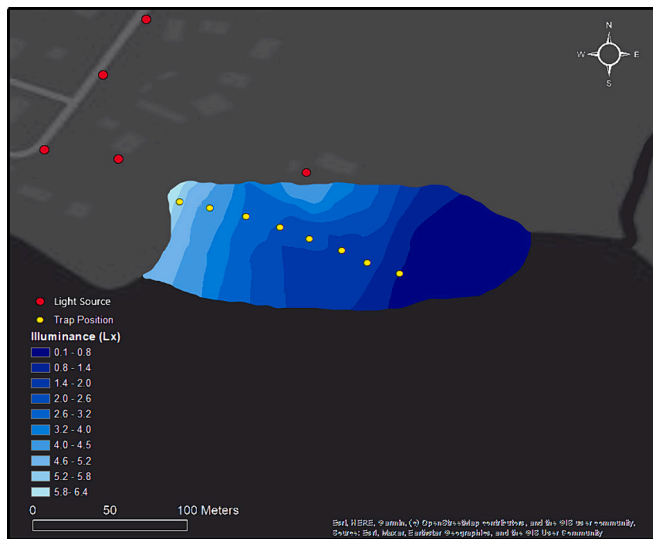 N
W E
S
Light Source
Trap Position
Illuminance (Lx)
0.1 - 0.8
0.8 - 1.4
1.4 - 2.0
2.0 - 2.6
2.6 - 3.2
3.2 - 4.0
4.0 - 4.5
4.6 - 5.2
5.2 - 5.8
5.8- 6.4
0 50 100 Meters
Esri, HERE, Garmin, (c) OpenStreetMap contributors, and the GIS user community,
Source: Esri, Maxar, Earthstar Geographics, and the GIS User Community